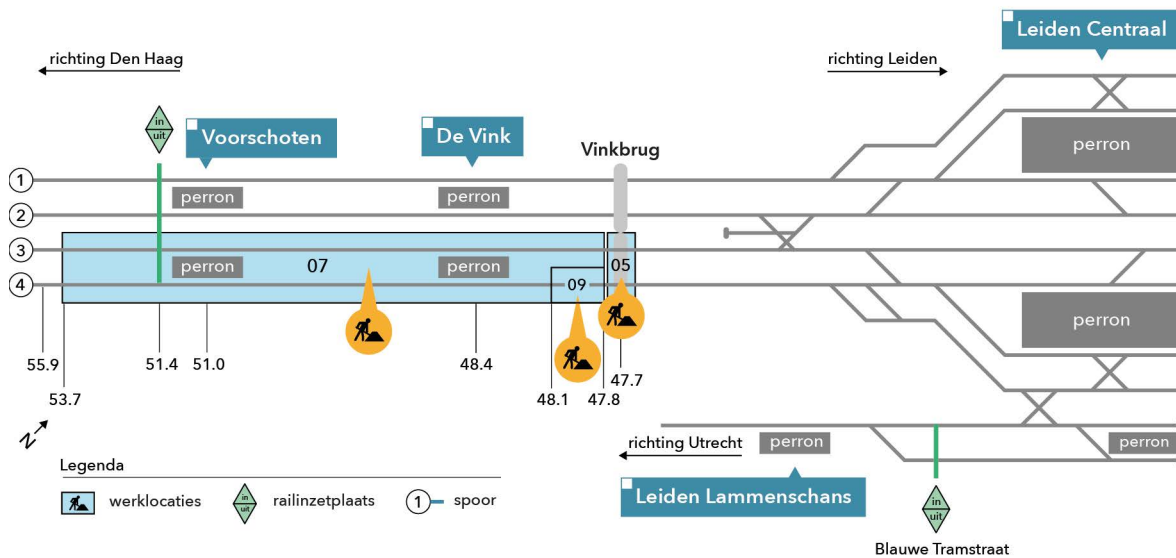 Leiden Centraal
richting Den Haag
richting Leiden
in
uit
Voorschoten
De Vink
Vinkbrug
perron
1
perron
perron
2
3
perron
07
perron
05
4
09
perron
55.9
51.4
51.0
48.4
47.7
53.7
48.1
47.8
N
richting Utrecht
perron
perron
Legenda
Leiden Lammenschans
in
uit
werklocaties
in
uit
railinzetplaats
1
spoor
Blauwe Tramstraat